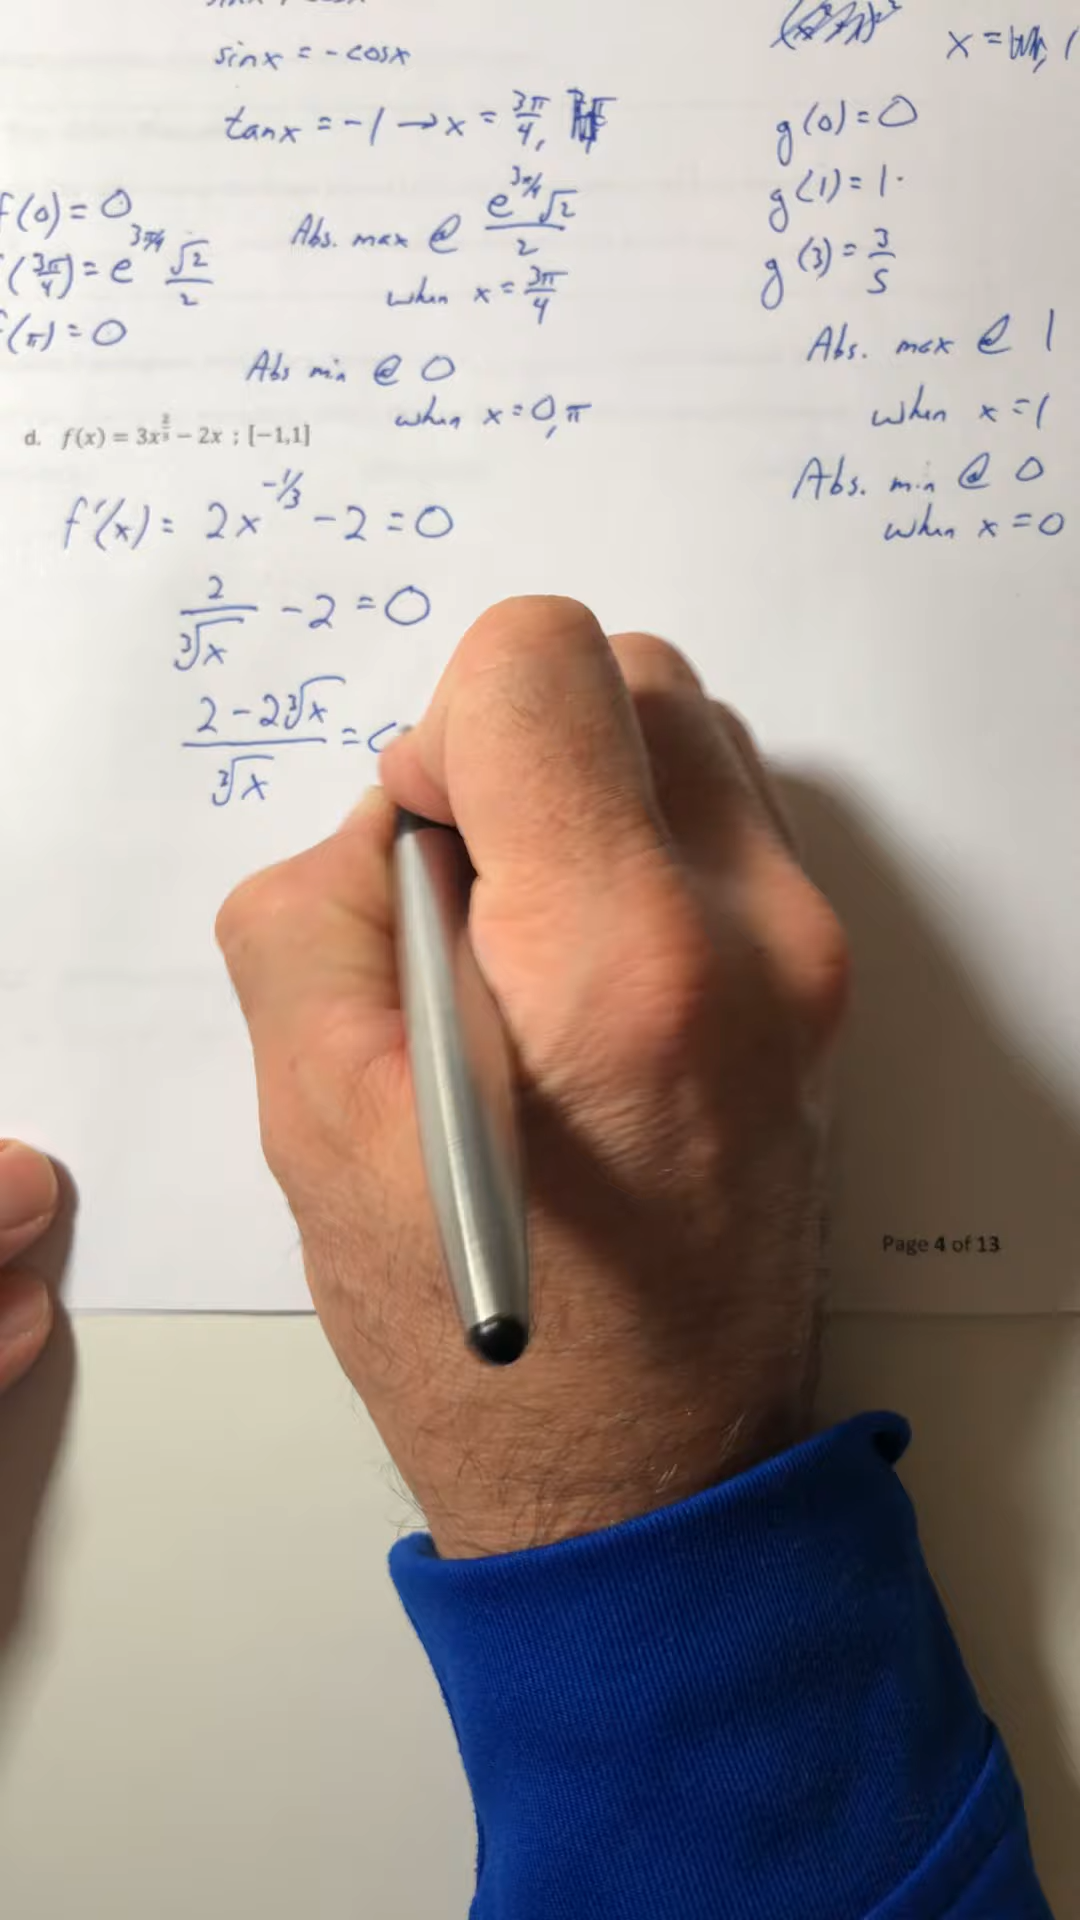 sinx = -cosx
tanx = -1 → x = 3π/4,
f(0) = 0
f(3π/4) = e^(3π/4) √2/2
f(π) = 0
Abs. max @ e^(3π/4)√2/2
when x = 3π/4
Abs min @ 0
when x = 0, π
x =
g(0) = 0
g(1) = 1
g(3) = 3/5
Abs. max @ 1
when x = 1
Abs. min @ 0
when x = 0
d. f(x) = 3x^(2/3) – 2x ; [−1,1]
f'(x) = 2x^(-1/3) - 2 = 0
2/∛x - 2 = 0
(2 - 2∛x)/∛x =
Page 4 of 13